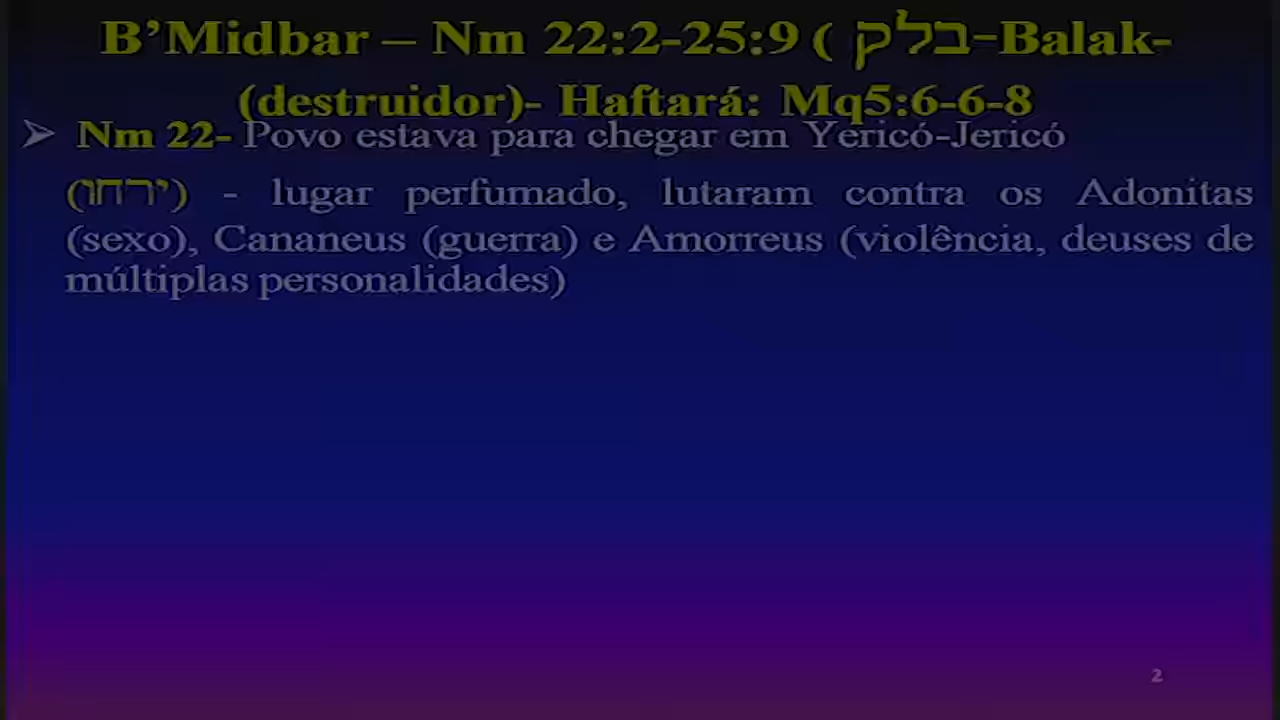 B’Midbar – Nm 22:2-25:9 ( בלק-Balak-
(destruidor)- Haftará: Mq5:6-6-8
➢ Nm 22- Povo estava para chegar em Yericó-Jericó
(ירחו) - lugar perfumado, lutaram contra os Adonitas
(sexo), Cananeus (guerra) e Amorreus (violência, deuses de
múltiplas personalidades)
2